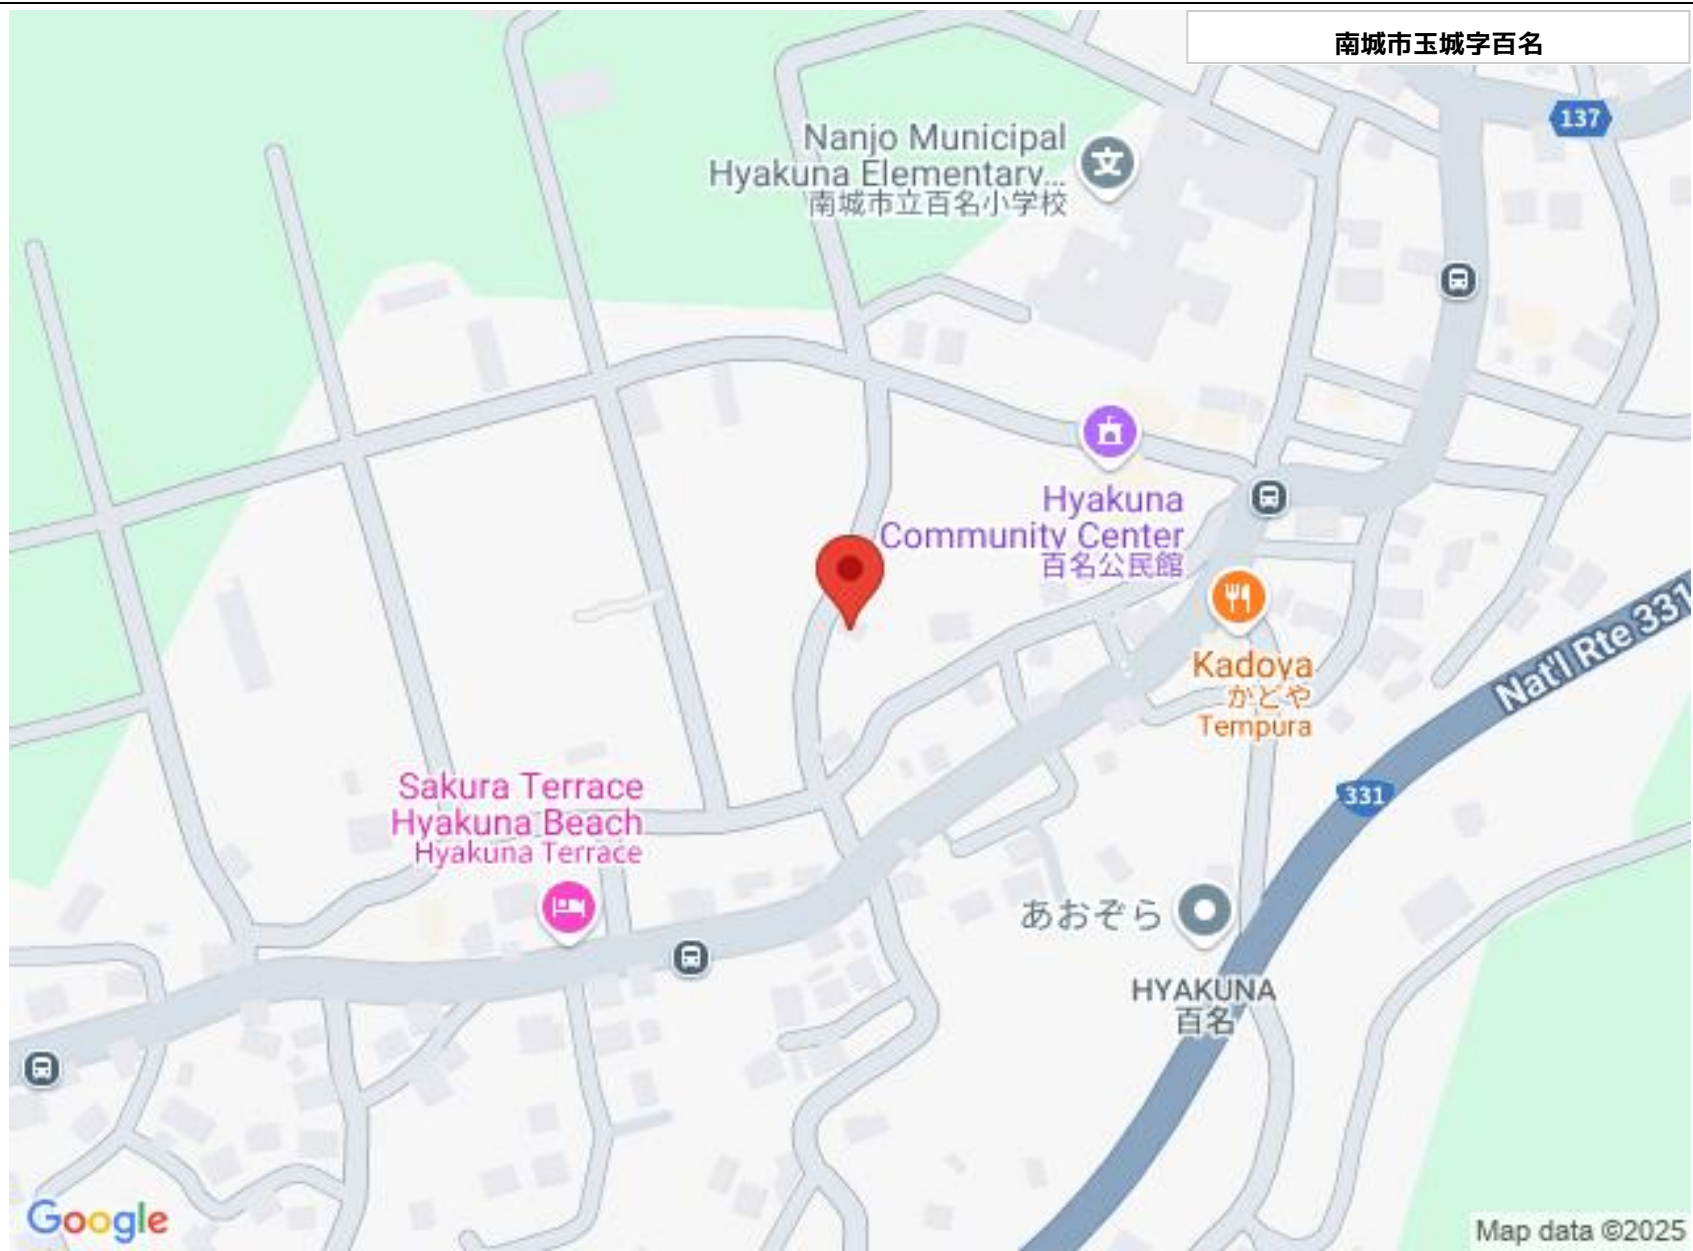 南城市玉城字百名
137
Nanjo Municipal
Hyakuna Elementary...
南城市立百名小学校
文
Hyakuna
Community Center
百名公民館
Kadoya
かどや
Tempura
Nat'l Rte 331
331
Sakura Terrace
Hyakuna Beach
Hyakuna Terrace
あおぞら
HYAKUNA
百名
Google
Map data ©2025